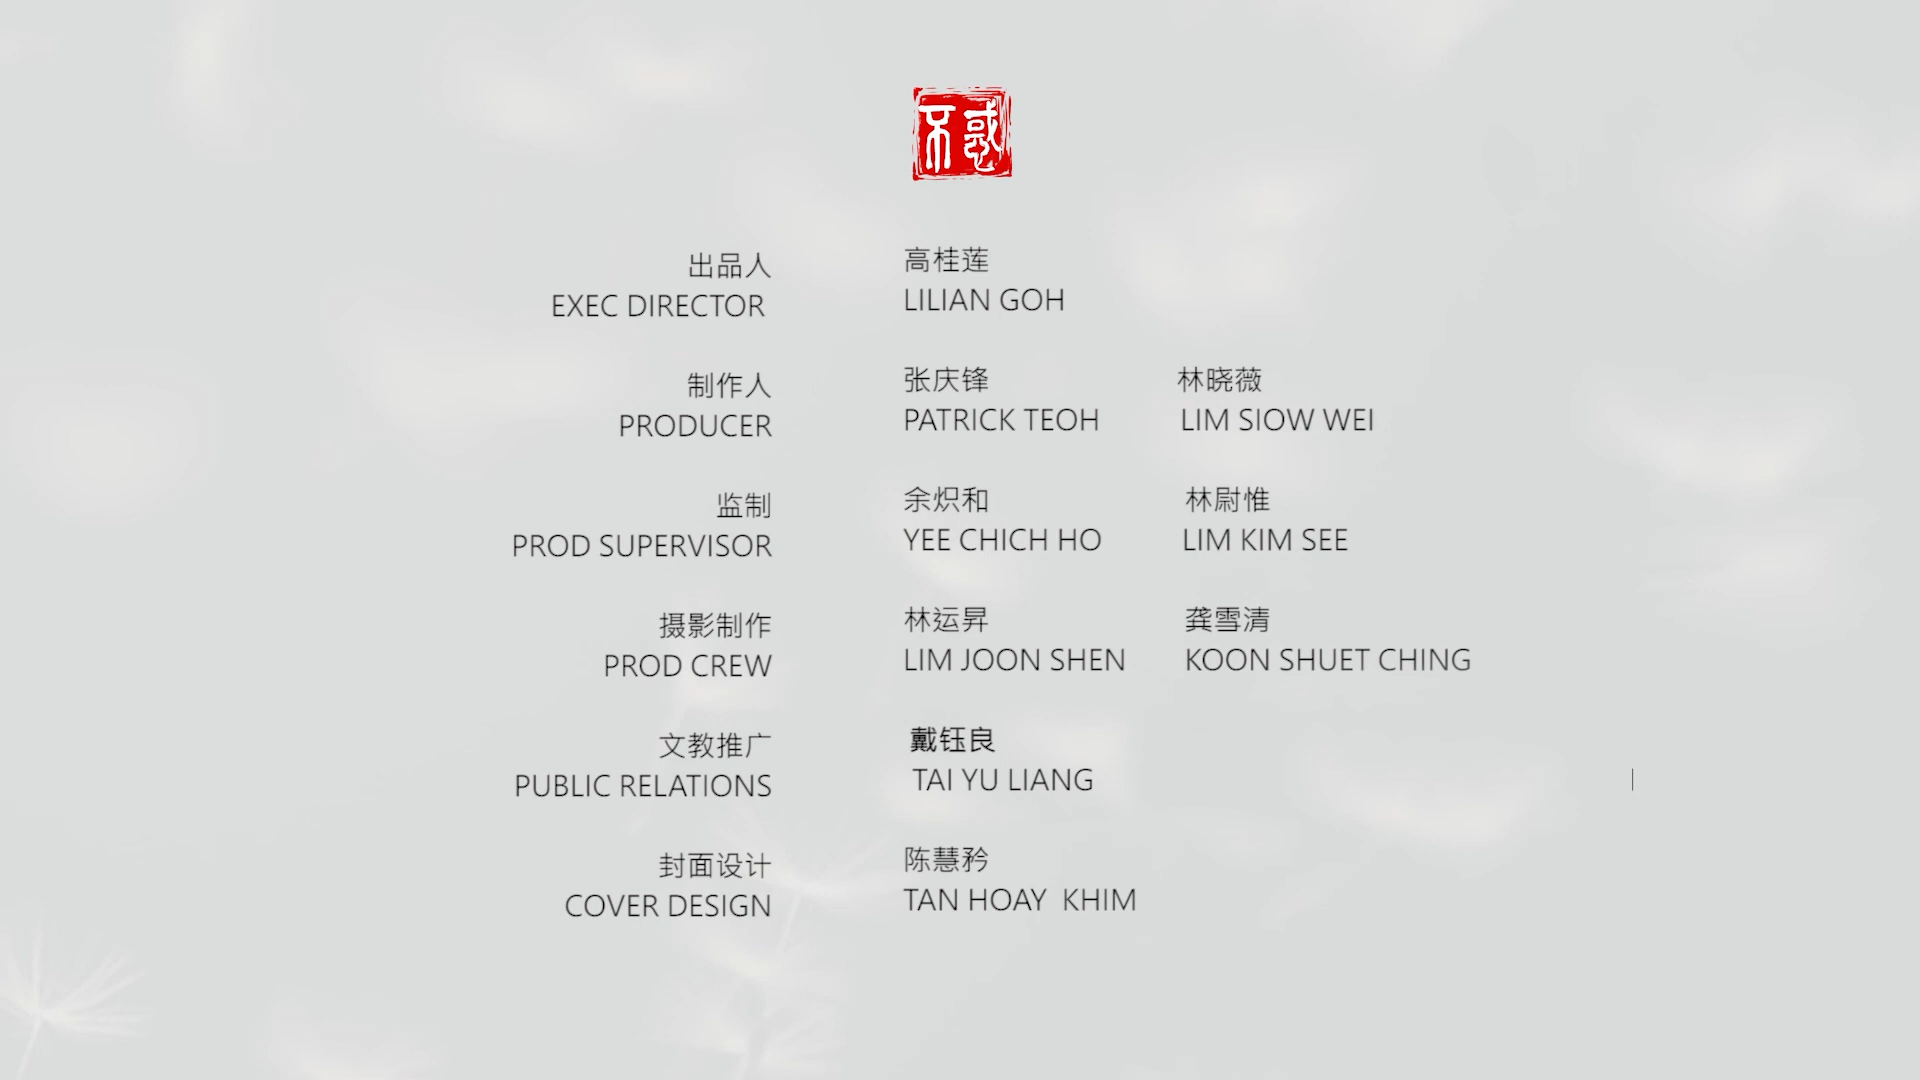 不惑
出品人 高桂莲
EXEC DIRECTOR LILIAN GOH
制作人 张庆锋 林晓薇
PRODUCER PATRICK TEOH LIM SIOW WEI
监制 余炽和 林尉惟
PROD SUPERVISOR YEE CHICH HO LIM KIM SEE
摄影制作 林运昇 龚雪清
PROD CREW LIM JOON SHEN KOON SHUET CHING
文教推广 戴钰良
PUBLIC RELATIONS TAI YU LIANG
封面设计 陈慧矜
COVER DESIGN TAN HOAY KHIM